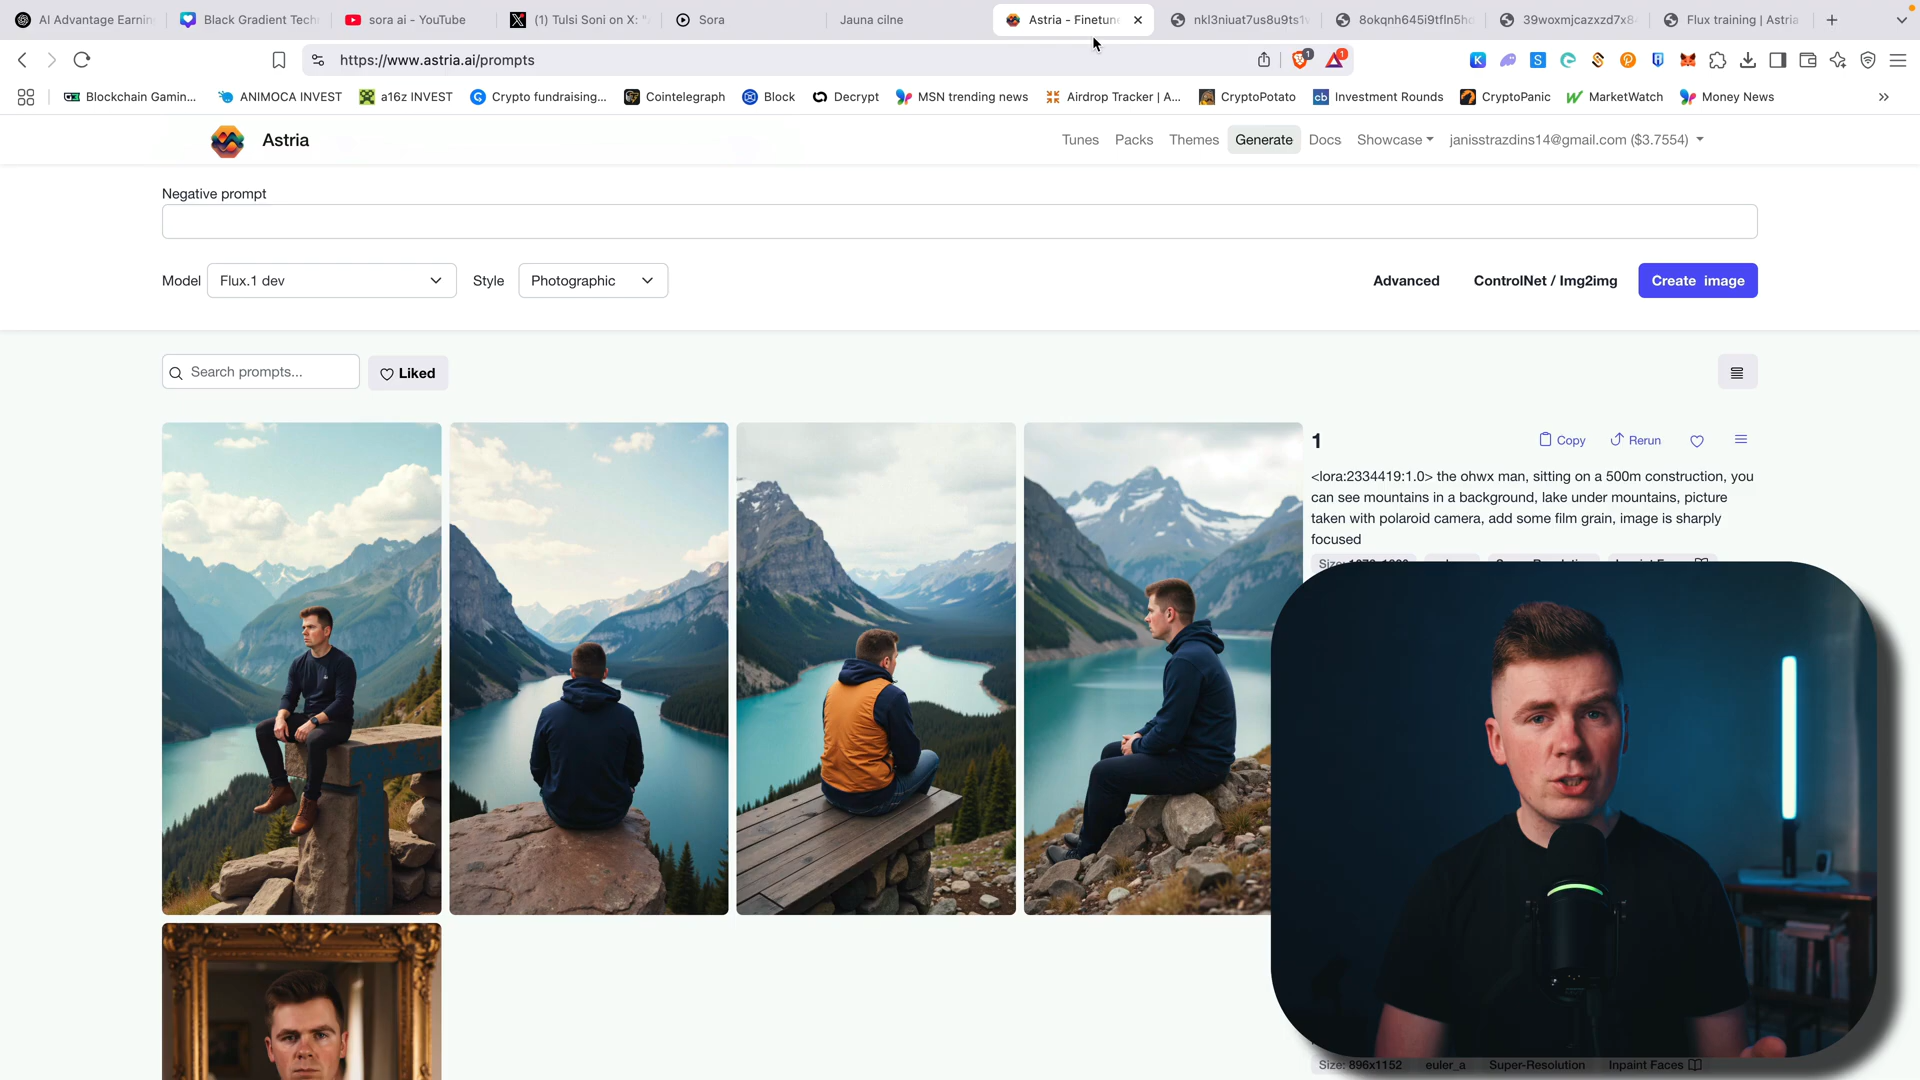 AI Advantage Earnin
Black Gradient Tech
sora ai - YouTube
(1) Tulsi Soni on X: "
Sora
Jauna cilne
Astria - Finetune
nkl3niuat7us8u9ts1v
8okqnh645i9tfln5h
39woxmjcazxzd7x8
Flux training | Astria
https://www.astria.ai/prompts
1
1
Blockchain Gamin...
ANIMOCA INVEST
a16z INVEST
Crypto fundraising...
Cointelegraph
Block
Decrypt
MSN trending news
Airdrop Tracker | A...
CryptoPotato
Investment Rounds
CryptoPanic
MarketWatch
Money News
Astria
Tunes
Packs
Themes
Generate
Docs
Showcase
janisstrazdins14@gmail.com ($3.7554)
Negative prompt
Model
Flux.1 dev
Style
Photographic
Advanced
ControlNet / Img2img
Create image
Search prompts...
Liked
1
Copy
Rerun
<lora:2334419:1.0> the ohwx man, sitting on a 500m construction, you
can see mountains in a background, lake under mountains, picture
taken with polaroid camera, add some film grain, image is sharply
focused
Size: 896x1152
euler_a
Super-Resolution
Inpaint Faces